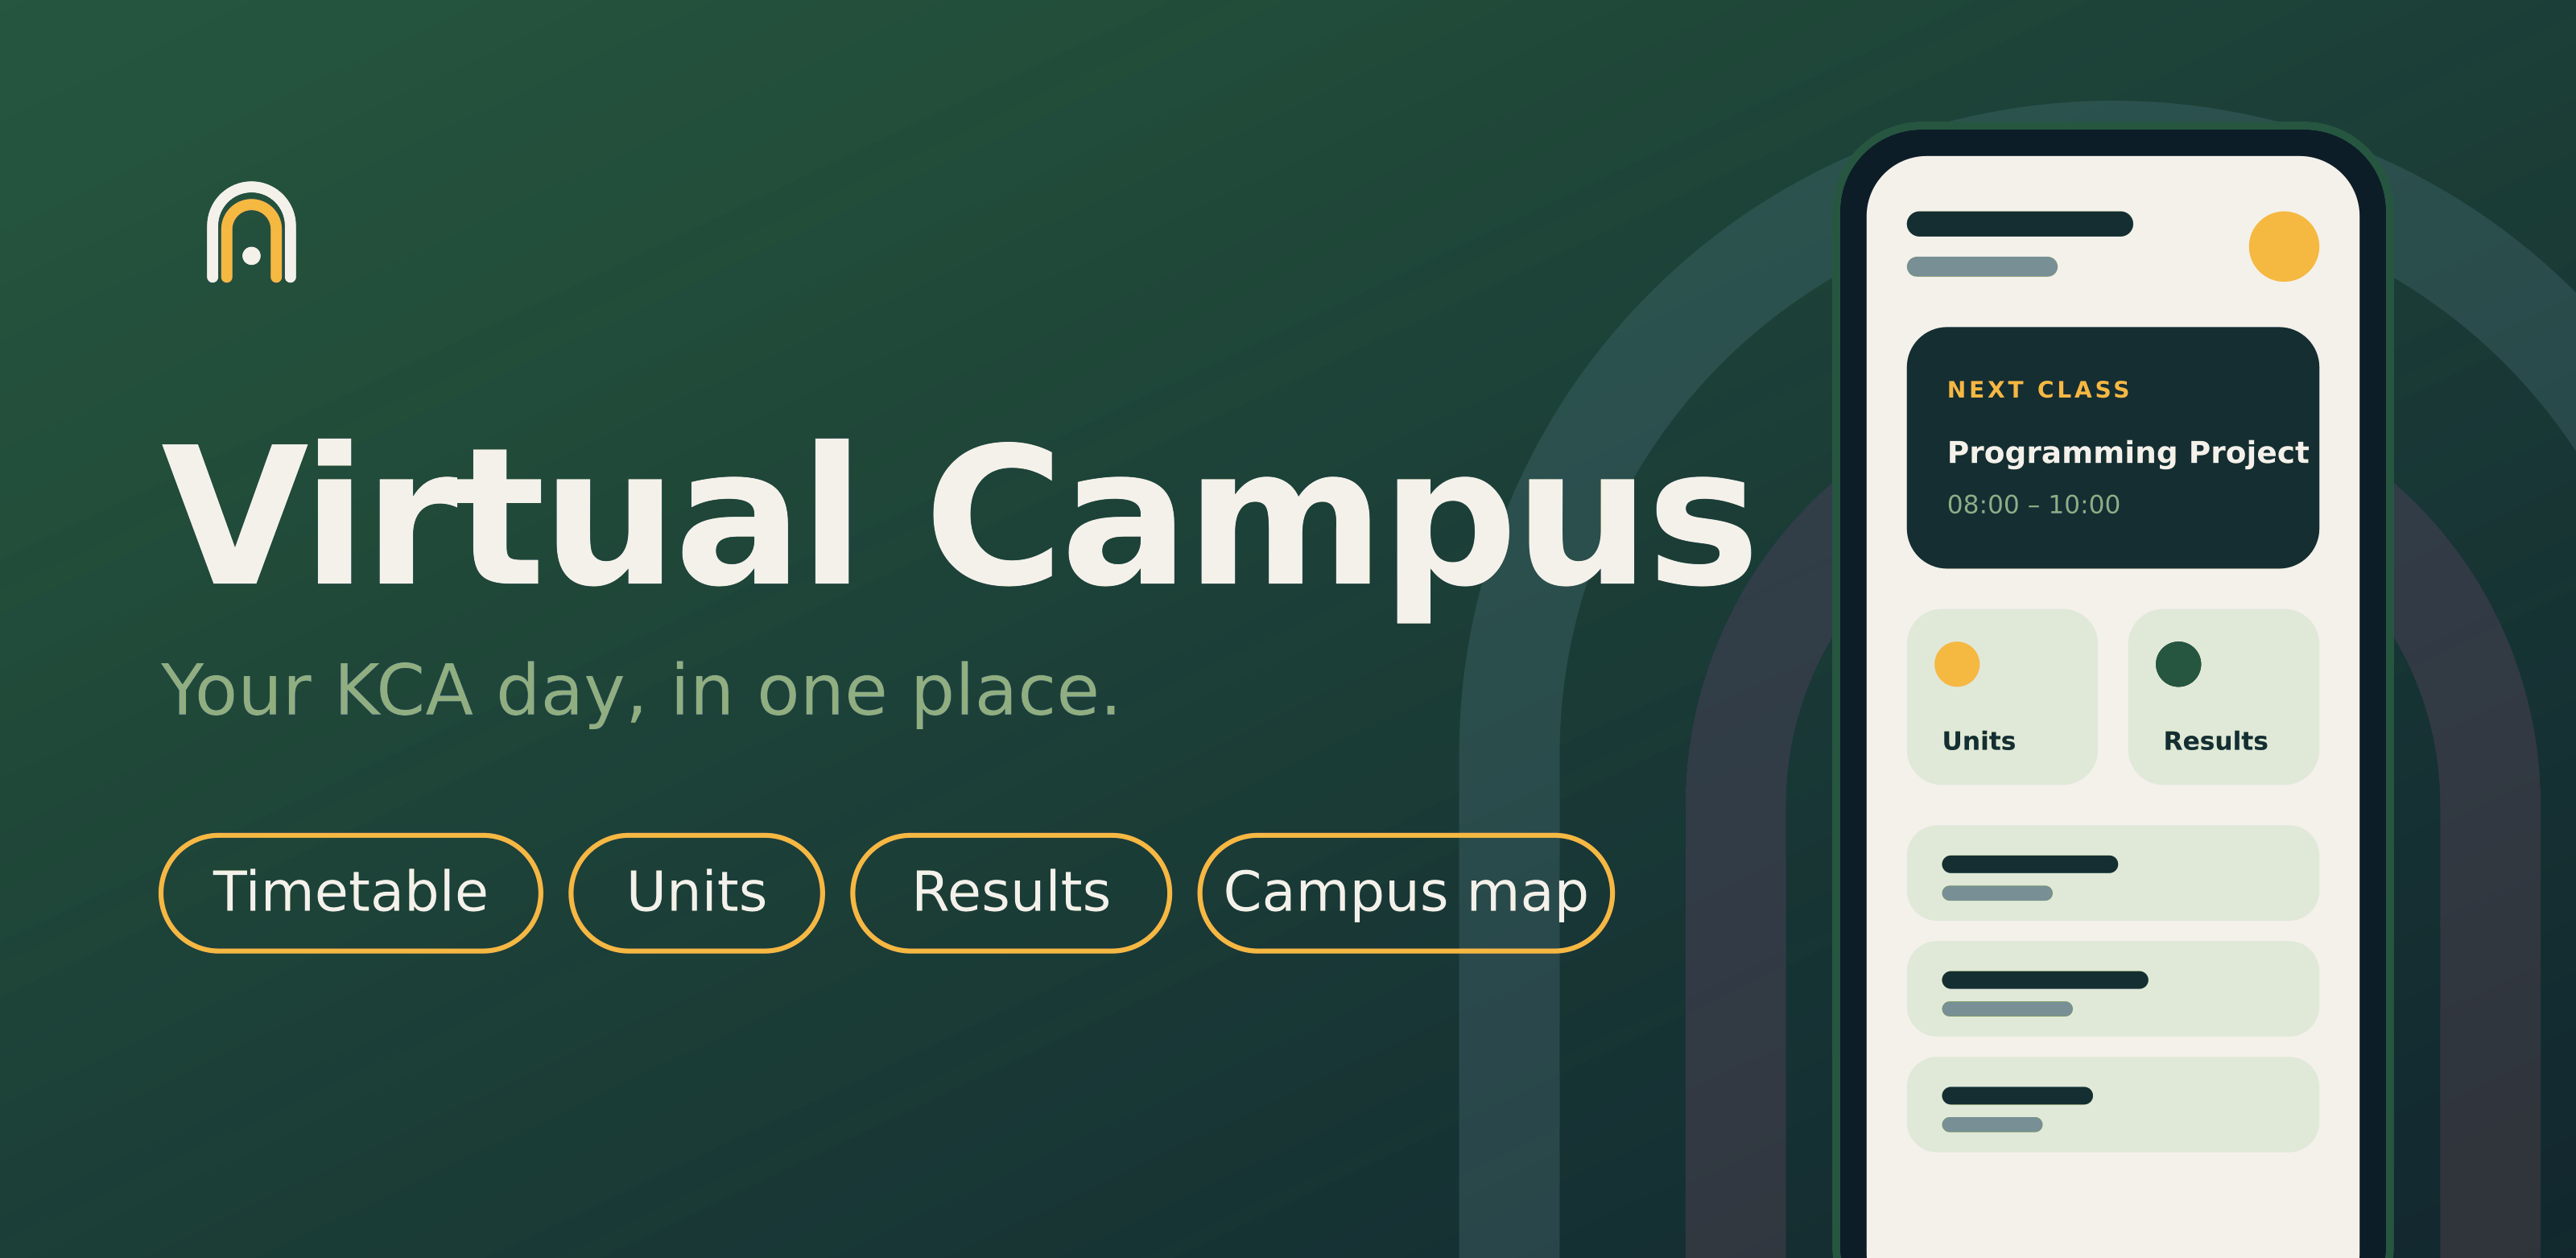 Virtual Campus
Your KCA day, in one place.
Timetable
Units
Results
Campus map
NEXT CLASS
Programming Project
08:00 – 10:00
Units
Results